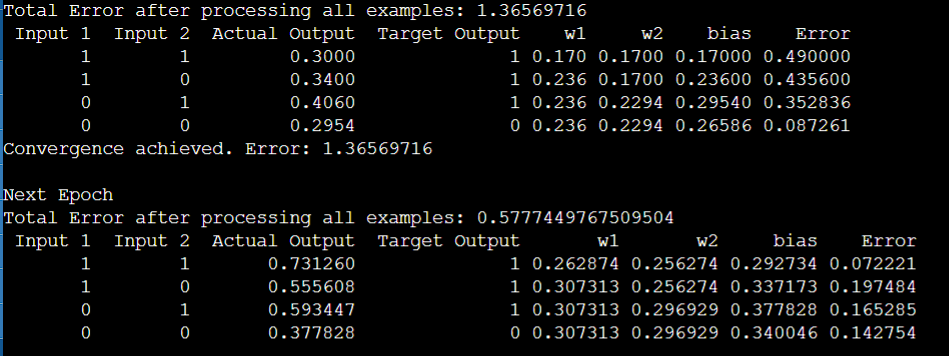 Total Error after processing all examples: 1.36569716
Input 1 Input 2 Actual Output Target Output w1 w2 bias Error
1 1 0.3000 1 0.170 0.1700 0.17000 0.490000
1 0 0.3400 1 0.236 0.1700 0.23600 0.435600
0 1 0.4060 1 0.236 0.2294 0.29540 0.352836
0 0 0.2954 0 0.236 0.2294 0.26586 0.087261
Convergence achieved. Error: 1.36569716
Next Epoch
Total Error after processing all examples: 0.5777449767509504
Input 1 Input 2 Actual Output Target Output w1 w2 bias Error
1 1 0.731260 1 0.262874 0.256274 0.292734 0.072221
1 0 0.555608 1 0.307313 0.256274 0.337173 0.197484
0 1 0.593447 1 0.307313 0.296929 0.377828 0.165285
0 0 0.377828 0 0.307313 0.296929 0.340046 0.142754